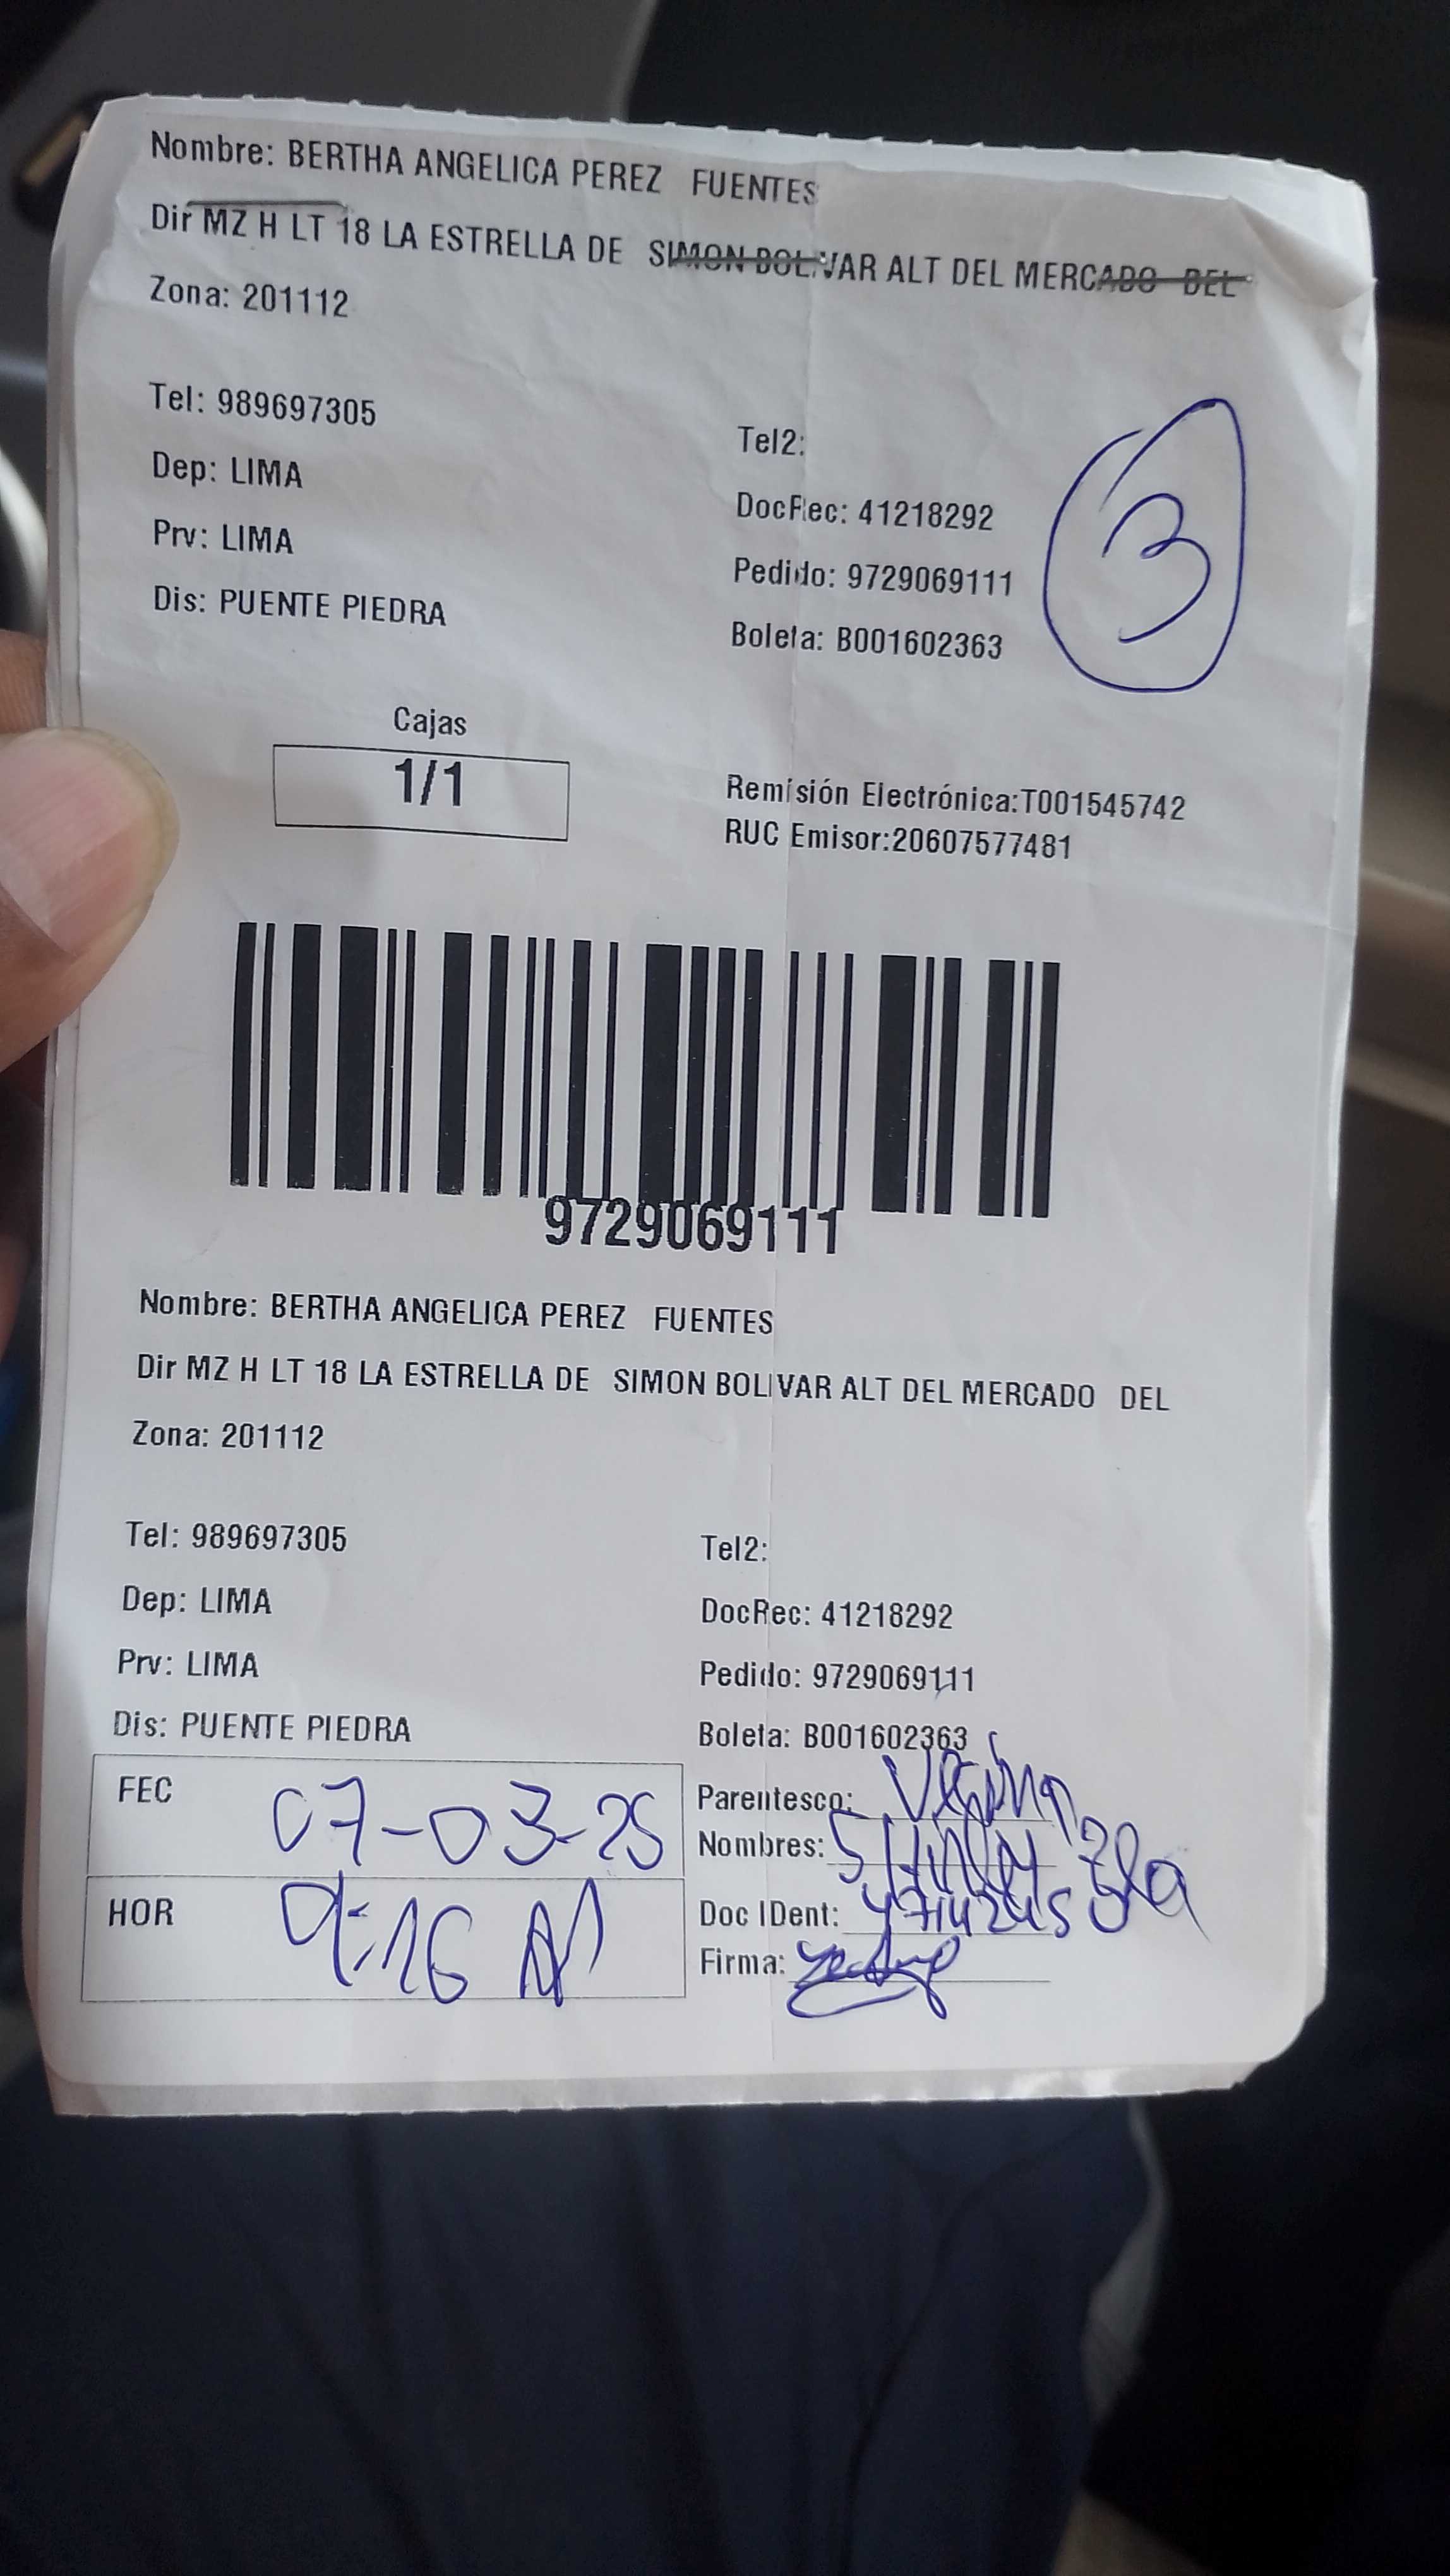 Nombre: BERTHA ANGELICA PEREZ FUENTES
Dir MZ H LT 18 LA ESTRELLA DE SIMON BOLIVAR ALT DEL MERCADO DEL
Zona: 201112
Tel: 989697305
Tel2:
Dep: LIMA
DocRec: 41218292
Prv: LIMA
Pedido: 9729069111
Dis: PUENTE PIEDRA
Boleta: B001602363
3
Cajas
1/1
Remisión Electrónica:T001545742
RUC Emisor:20607577481
9729069111
Nombre: BERTHA ANGELICA PEREZ FUENTES
Dir MZ H LT 18 LA ESTRELLA DE SIMON BOLIVAR ALT DEL MERCADO DEL
Zona: 201112
Tel: 989697305
Tel2:
Dep: LIMA
DocRec: 41218292
Prv: LIMA
Pedido: 9729069111
Dis: PUENTE PIEDRA
Boleta: B001602363
FEC 07-03-25
Parentesco:
Nombres:
HOR
Doc IDent:
Firma: